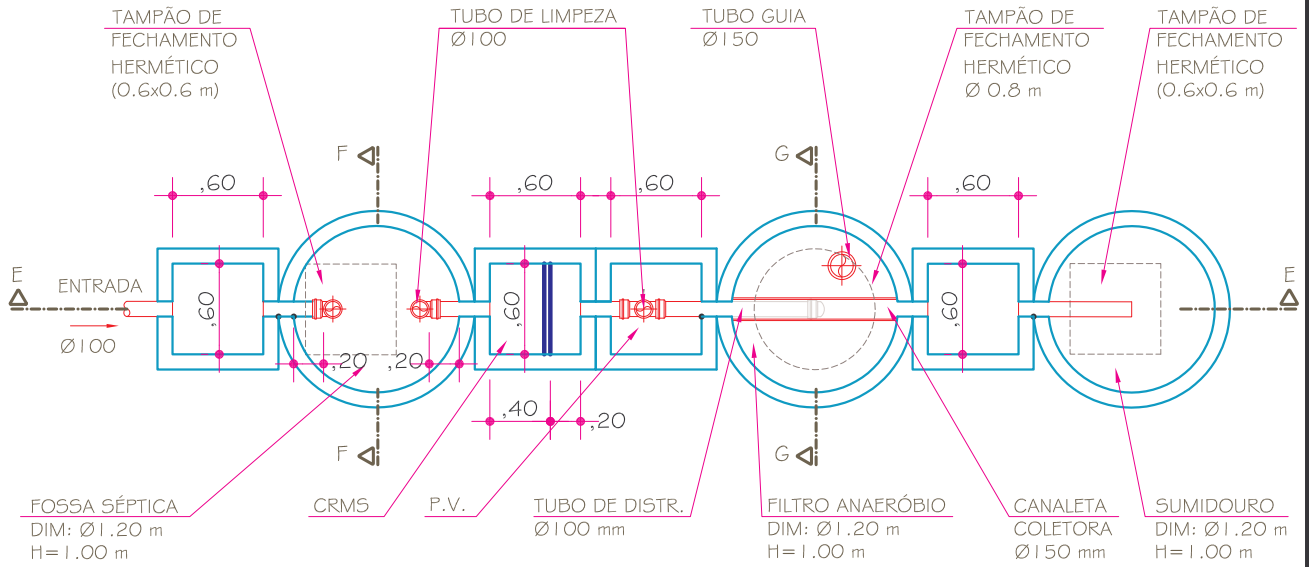 TAMPÃO DE
FECHAMENTO
HERMÉTICO
(0.6x0.6 m)
TUBO DE LIMPEZA
Ø100
TUBO GUIA
Ø150
TAMPÃO DE
FECHAMENTO
HERMÉTICO
Ø 0.8 m
TAMPÃO DE
FECHAMENTO
HERMÉTICO
(0.6x0.6 m)
F
G
,60
,60
,60
,60
E
ENTRADA
Ø100
,60
,60
,60
E
,20
,20
,40
,20
F
G
FOSSA SÉPTICA
DIM: Ø1.20 m
H=1.00 m
CRMS
P.V.
TUBO DE DISTR.
Ø100 mm
FILTRO ANAERÓBIO
DIM: Ø1.20 m
H=1.00 m
CANALETA
COLETORA
Ø150 mm
SUMIDOURO
DIM: Ø1.20 m
H=1.00 m